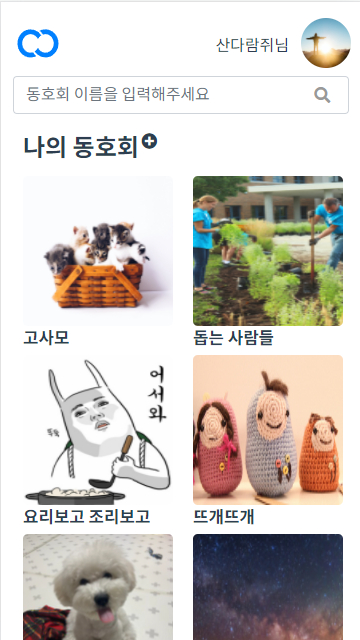 산다람쥐님
동호회 이름을 입력해주세요
나의 동호회
고사모
돕는 사람들
어서와
똑똑
요리보고 조리보고
뜨개뜨개